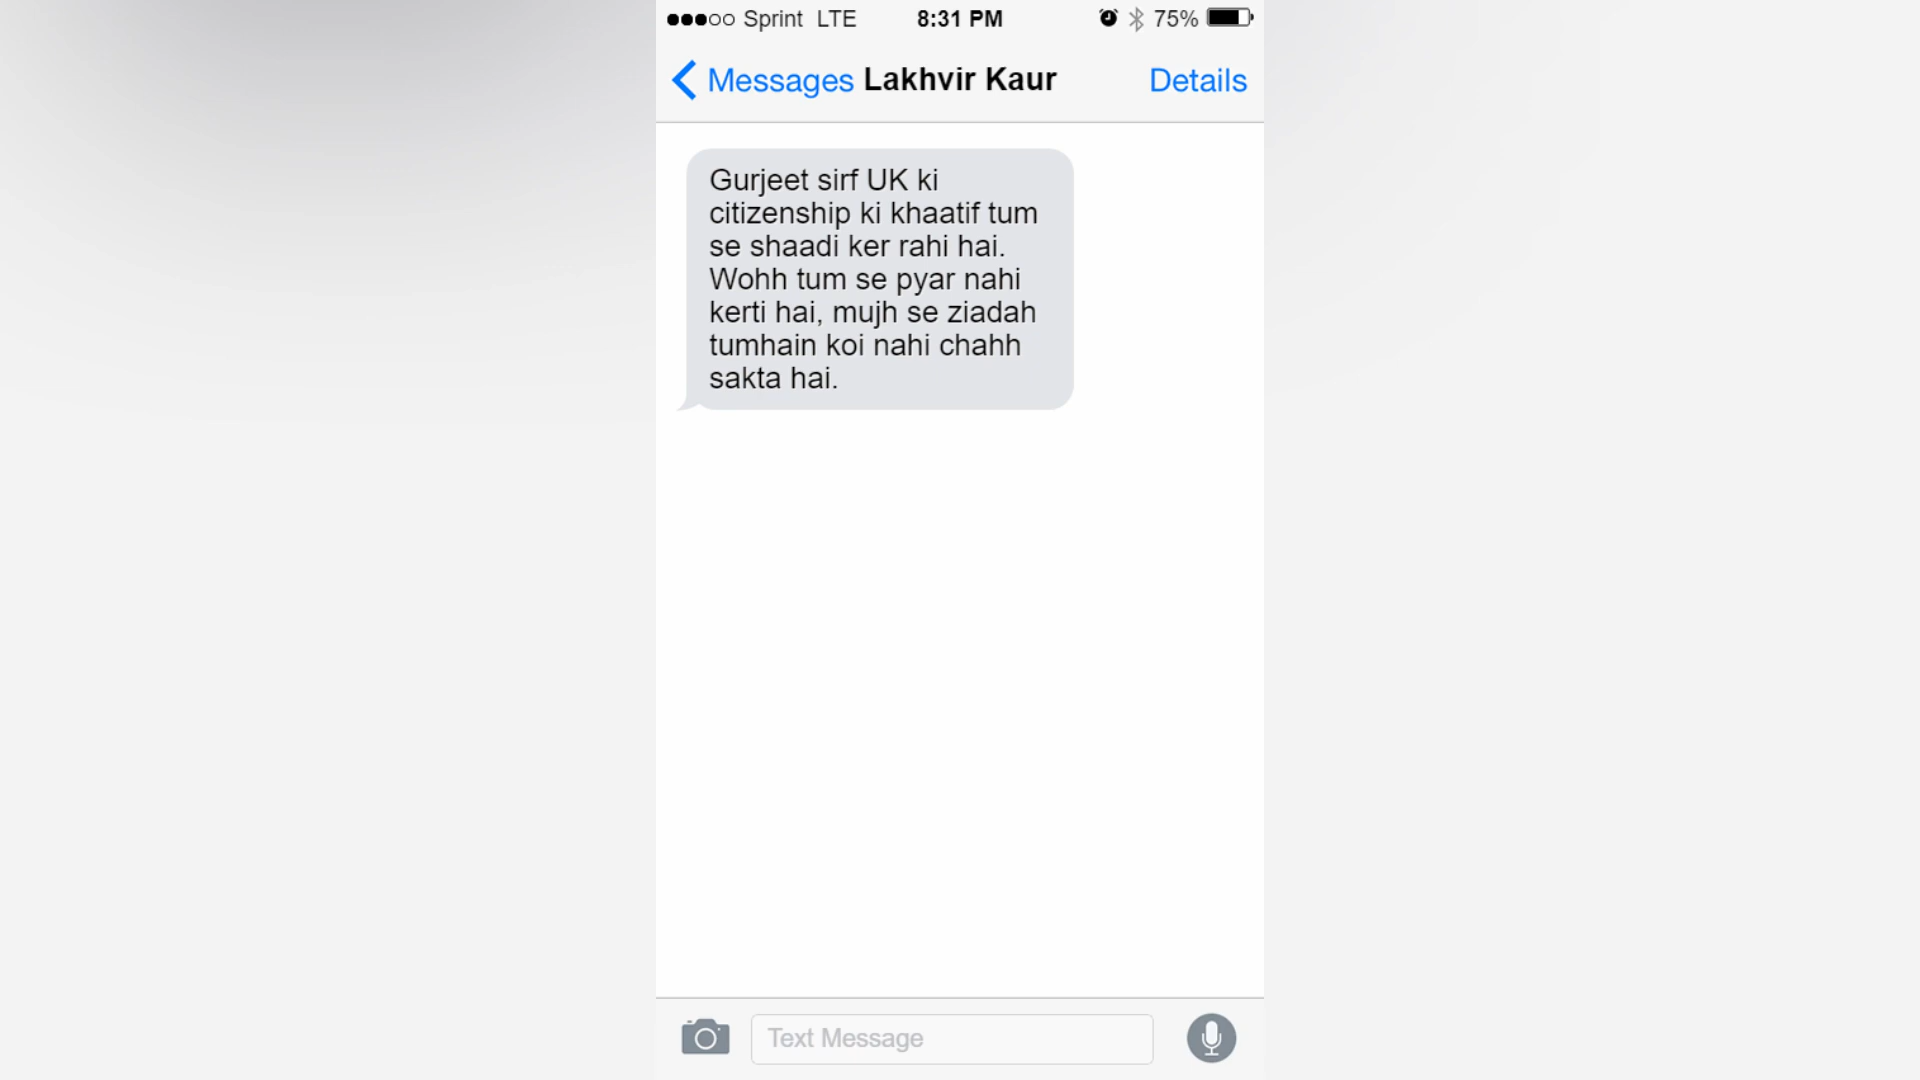 Sprint LTE 8:31 PM 75%
Messages Lakhvir Kaur Details
Gurjeet sirf UK ki
citizenship ki khaatif tum
se shaadi ker rahi hai.
Wohh tum se pyar nahi
kerti hai, mujh se ziadah
tumhain koi nahi chahh
sakta hai.
Text Message